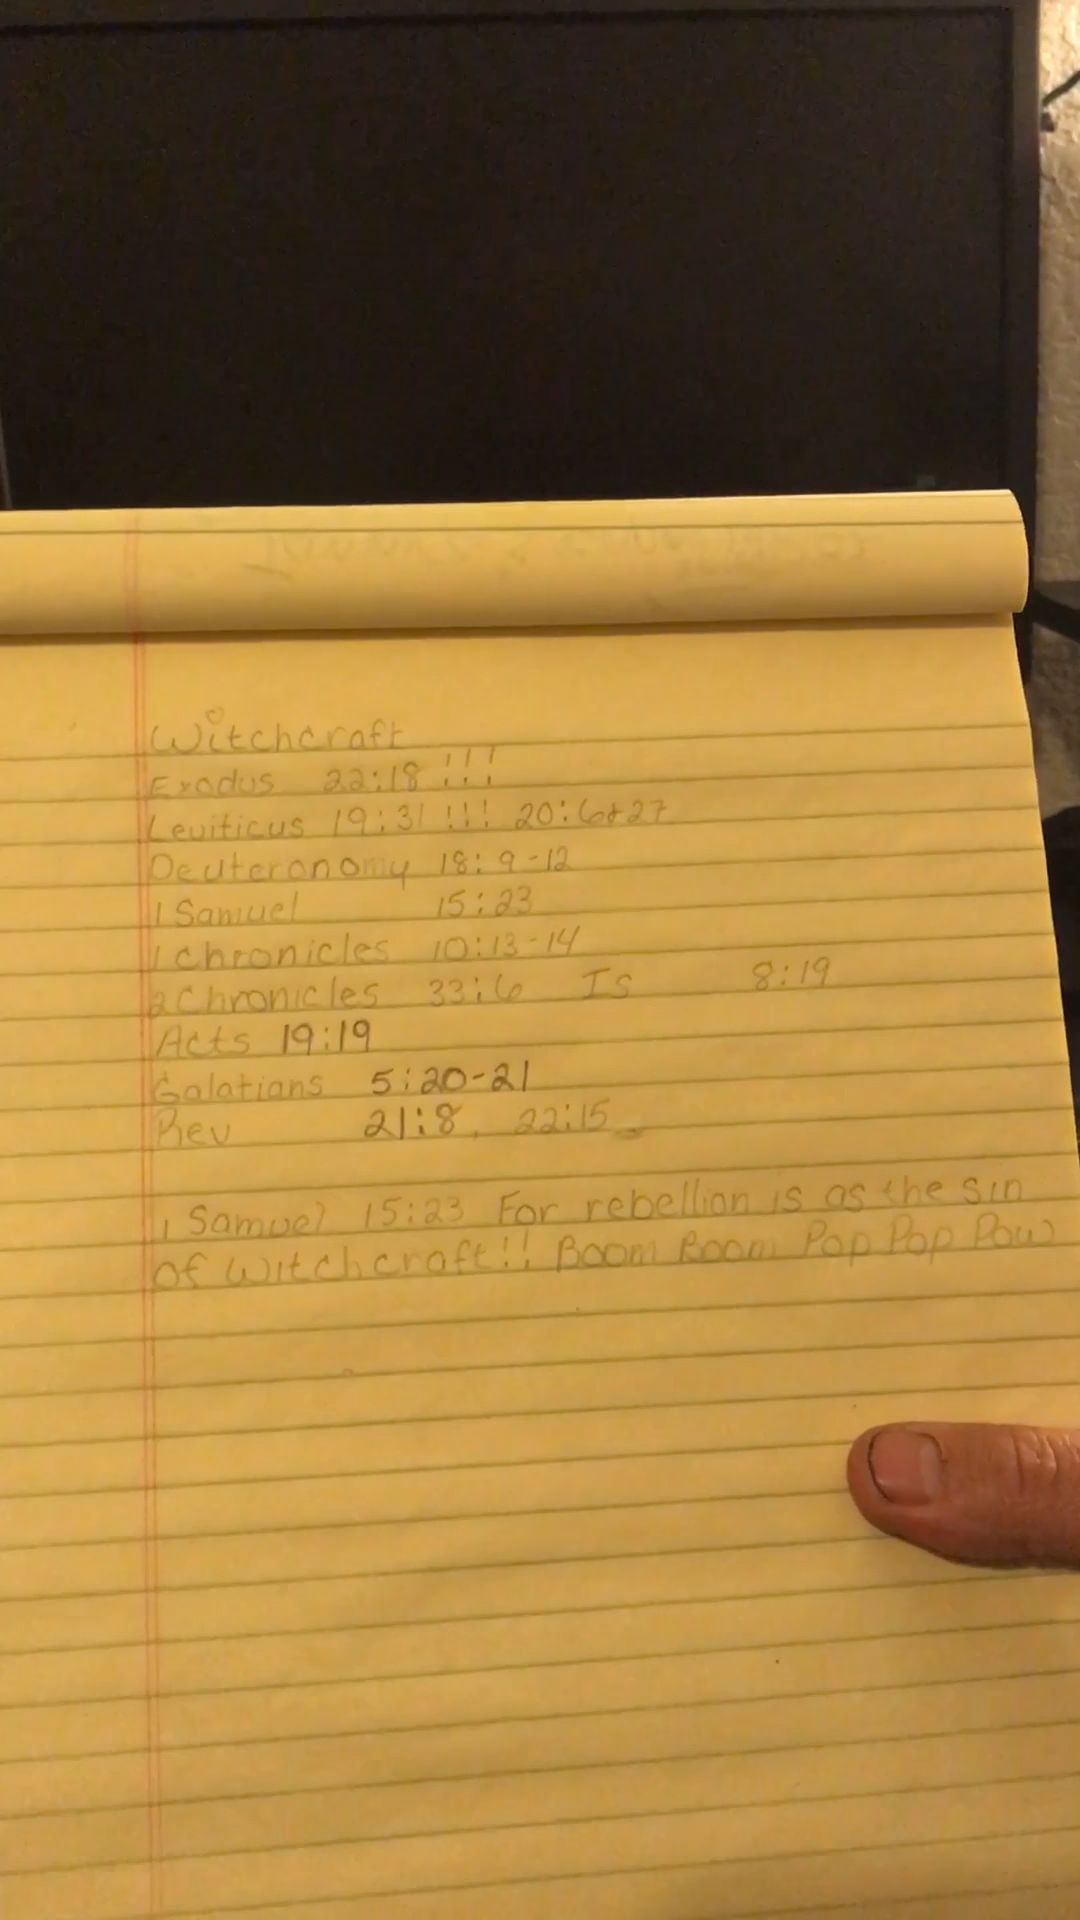 Witchcraft
Exodus 22:18 !!!
Leviticus 19:31 !!! 20:6&27
Deuteronomy 18:9-12
1 Samuel 15:23
1 Chronicles 10:13-14
2 Chronicles 33:6 Is 8:19
Acts 19:19
Galatians 5:20-21
Rev 21:8, 22:15
1 Samuel 15:23 For rebellion is as the sin
of witchcraft!! Boom Boom Pop Pop Pow